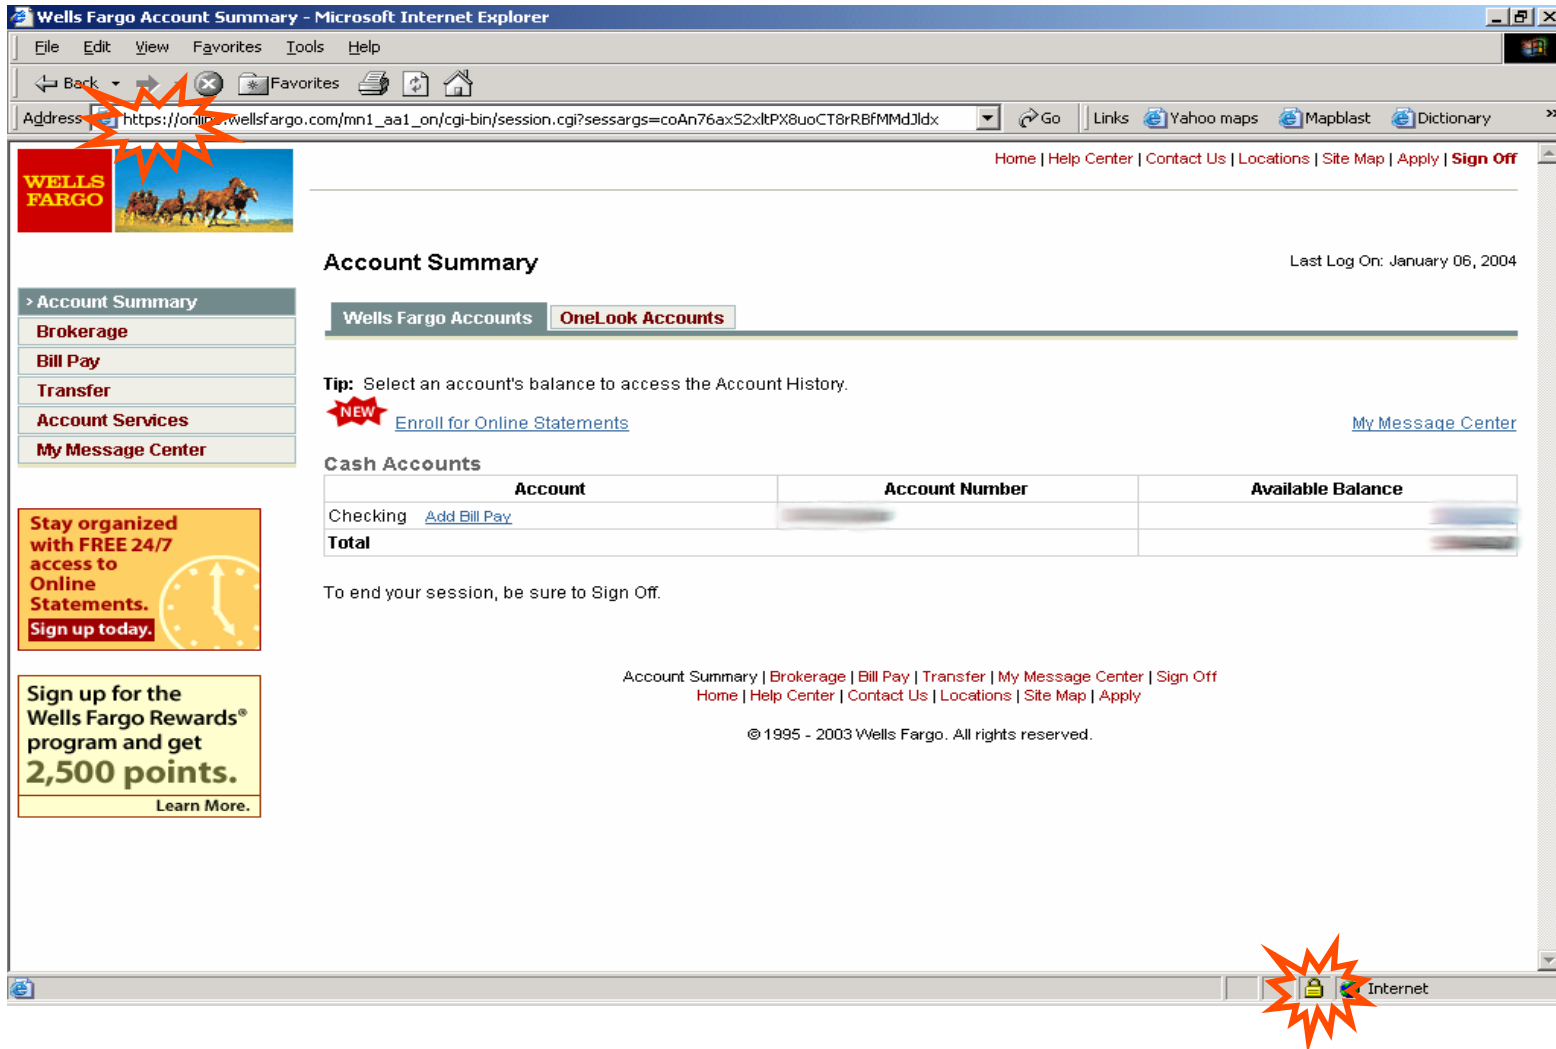 Wells Fargo Account Summary - Microsoft Internet Explorer
File Edit View Favorites Tools Help
Back Favorites
Address https://online.wellsfargo.com/mn1_aa1_on/cgi-bin/session.cgi?sessargs=coAn76axS2xltPX8uoCT8rRBfMMdJldx Go Links Yahoo maps Mapblast Dictionary »
Home | Help Center | Contact Us | Locations | Site Map | Apply | Sign Off
WELLS
FARGO
Account Summary
Last Log On: January 06, 2004
> Account Summary
Brokerage
Bill Pay
Transfer
Account Services
My Message Center
Wells Fargo Accounts OneLook Accounts
Tip: Select an account's balance to access the Account History.
NEW Enroll for Online Statements My Message Center
Cash Accounts
Account Account Number Available Balance
Checking Add Bill Pay
Total
To end your session, be sure to Sign Off.
Stay organized
with FREE 24/7
access to
Online
Statements.
Sign up today.
Sign up for the
Wells Fargo Rewards®
program and get
2,500 points.
Learn More.
Account Summary | Brokerage | Bill Pay | Transfer | My Message Center | Sign Off
Home | Help Center | Contact Us | Locations | Site Map | Apply
© 1995 - 2003 Wells Fargo. All rights reserved.
Internet